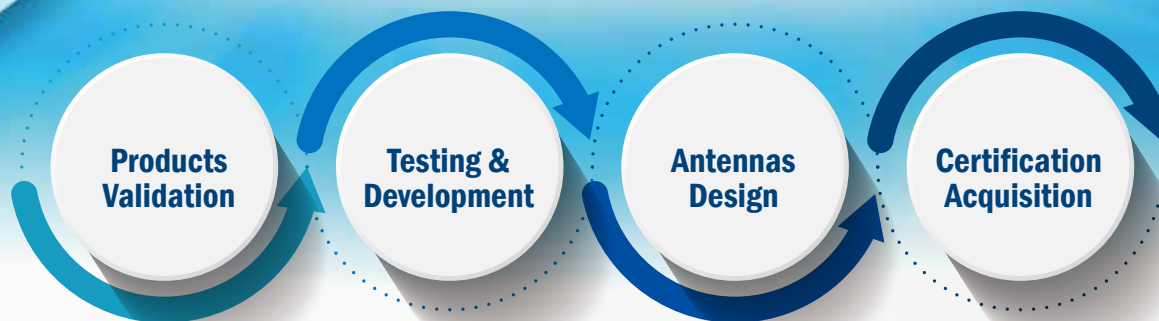 Products
Validation
Testing &
Development
Antennas
Design
Certification
Acquisition